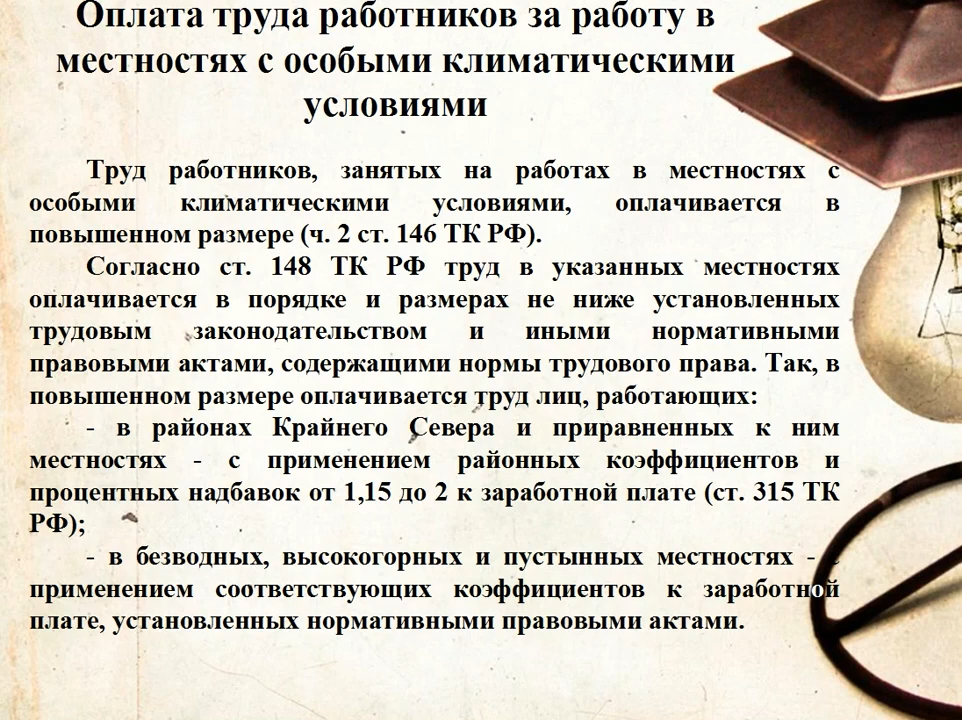 Оплата труда работников за работу в
местностях с особыми климатическими
условиями
Труд работников, занятых на работах в местностях с
особыми климатическими условиями, оплачивается в
повышенном размере (ч. 2 ст. 146 ТК РФ).
Согласно ст. 148 ТК РФ труд в указанных местностях
оплачивается в порядке и размерах не ниже установленных
трудовым законодательством и иными нормативными
правовыми актами, содержащими нормы трудового права. Так, в
повышенном размере оплачивается труд лиц, работающих:
- в районах Крайнего Севера и приравненных к ним
местностях - с применением районных коэффициентов и
процентных надбавок от 1,15 до 2 к заработной плате (ст. 315 ТК
РФ);
- в безводных, высокогорных и пустынных местностях - с
применением соответствующих коэффициентов к заработной
плате, установленных нормативными правовыми актами.